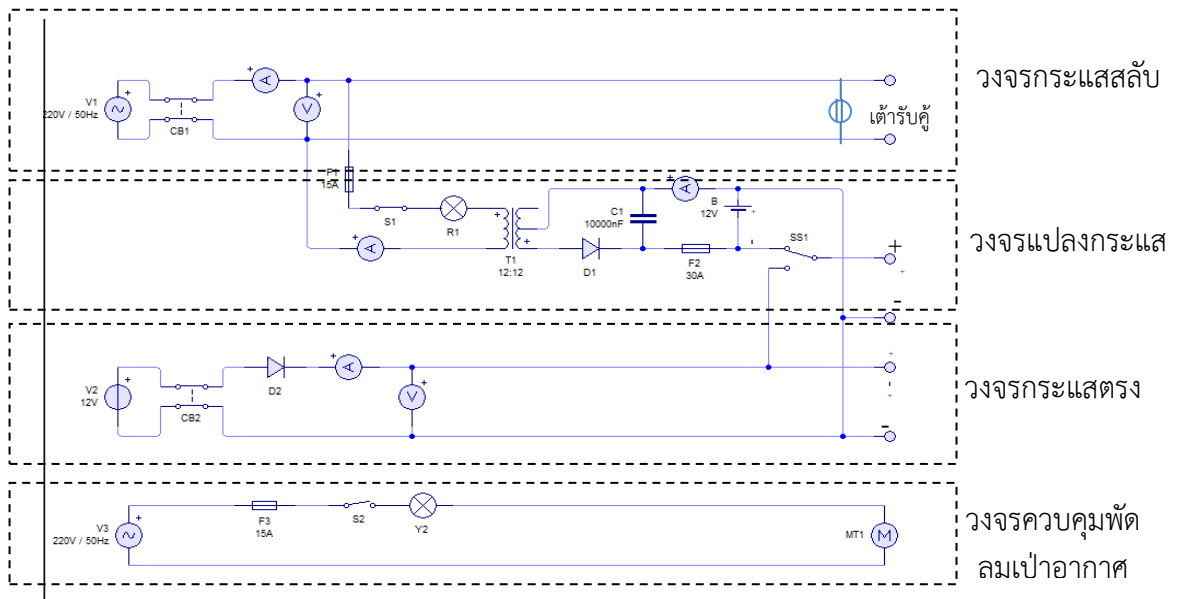 วงจรกระแสสลับ
V1
220V / 50Hz
CB1
A
V
เต้ารับคู้
F1
15A
S1
R1
A
T1
12:12
D1
C1
10000nF
A
B
12V
F2
30A
SS1
+
-
วงจรแปลงกระแส
V2
12V
CB2
D2
A
V
-
วงจรกระแสตรง
V3
220V / 50Hz
F3
15A
S2
Y2
MT1
M
วงจรควบคุมพัด
ลมเป่าอากาศ